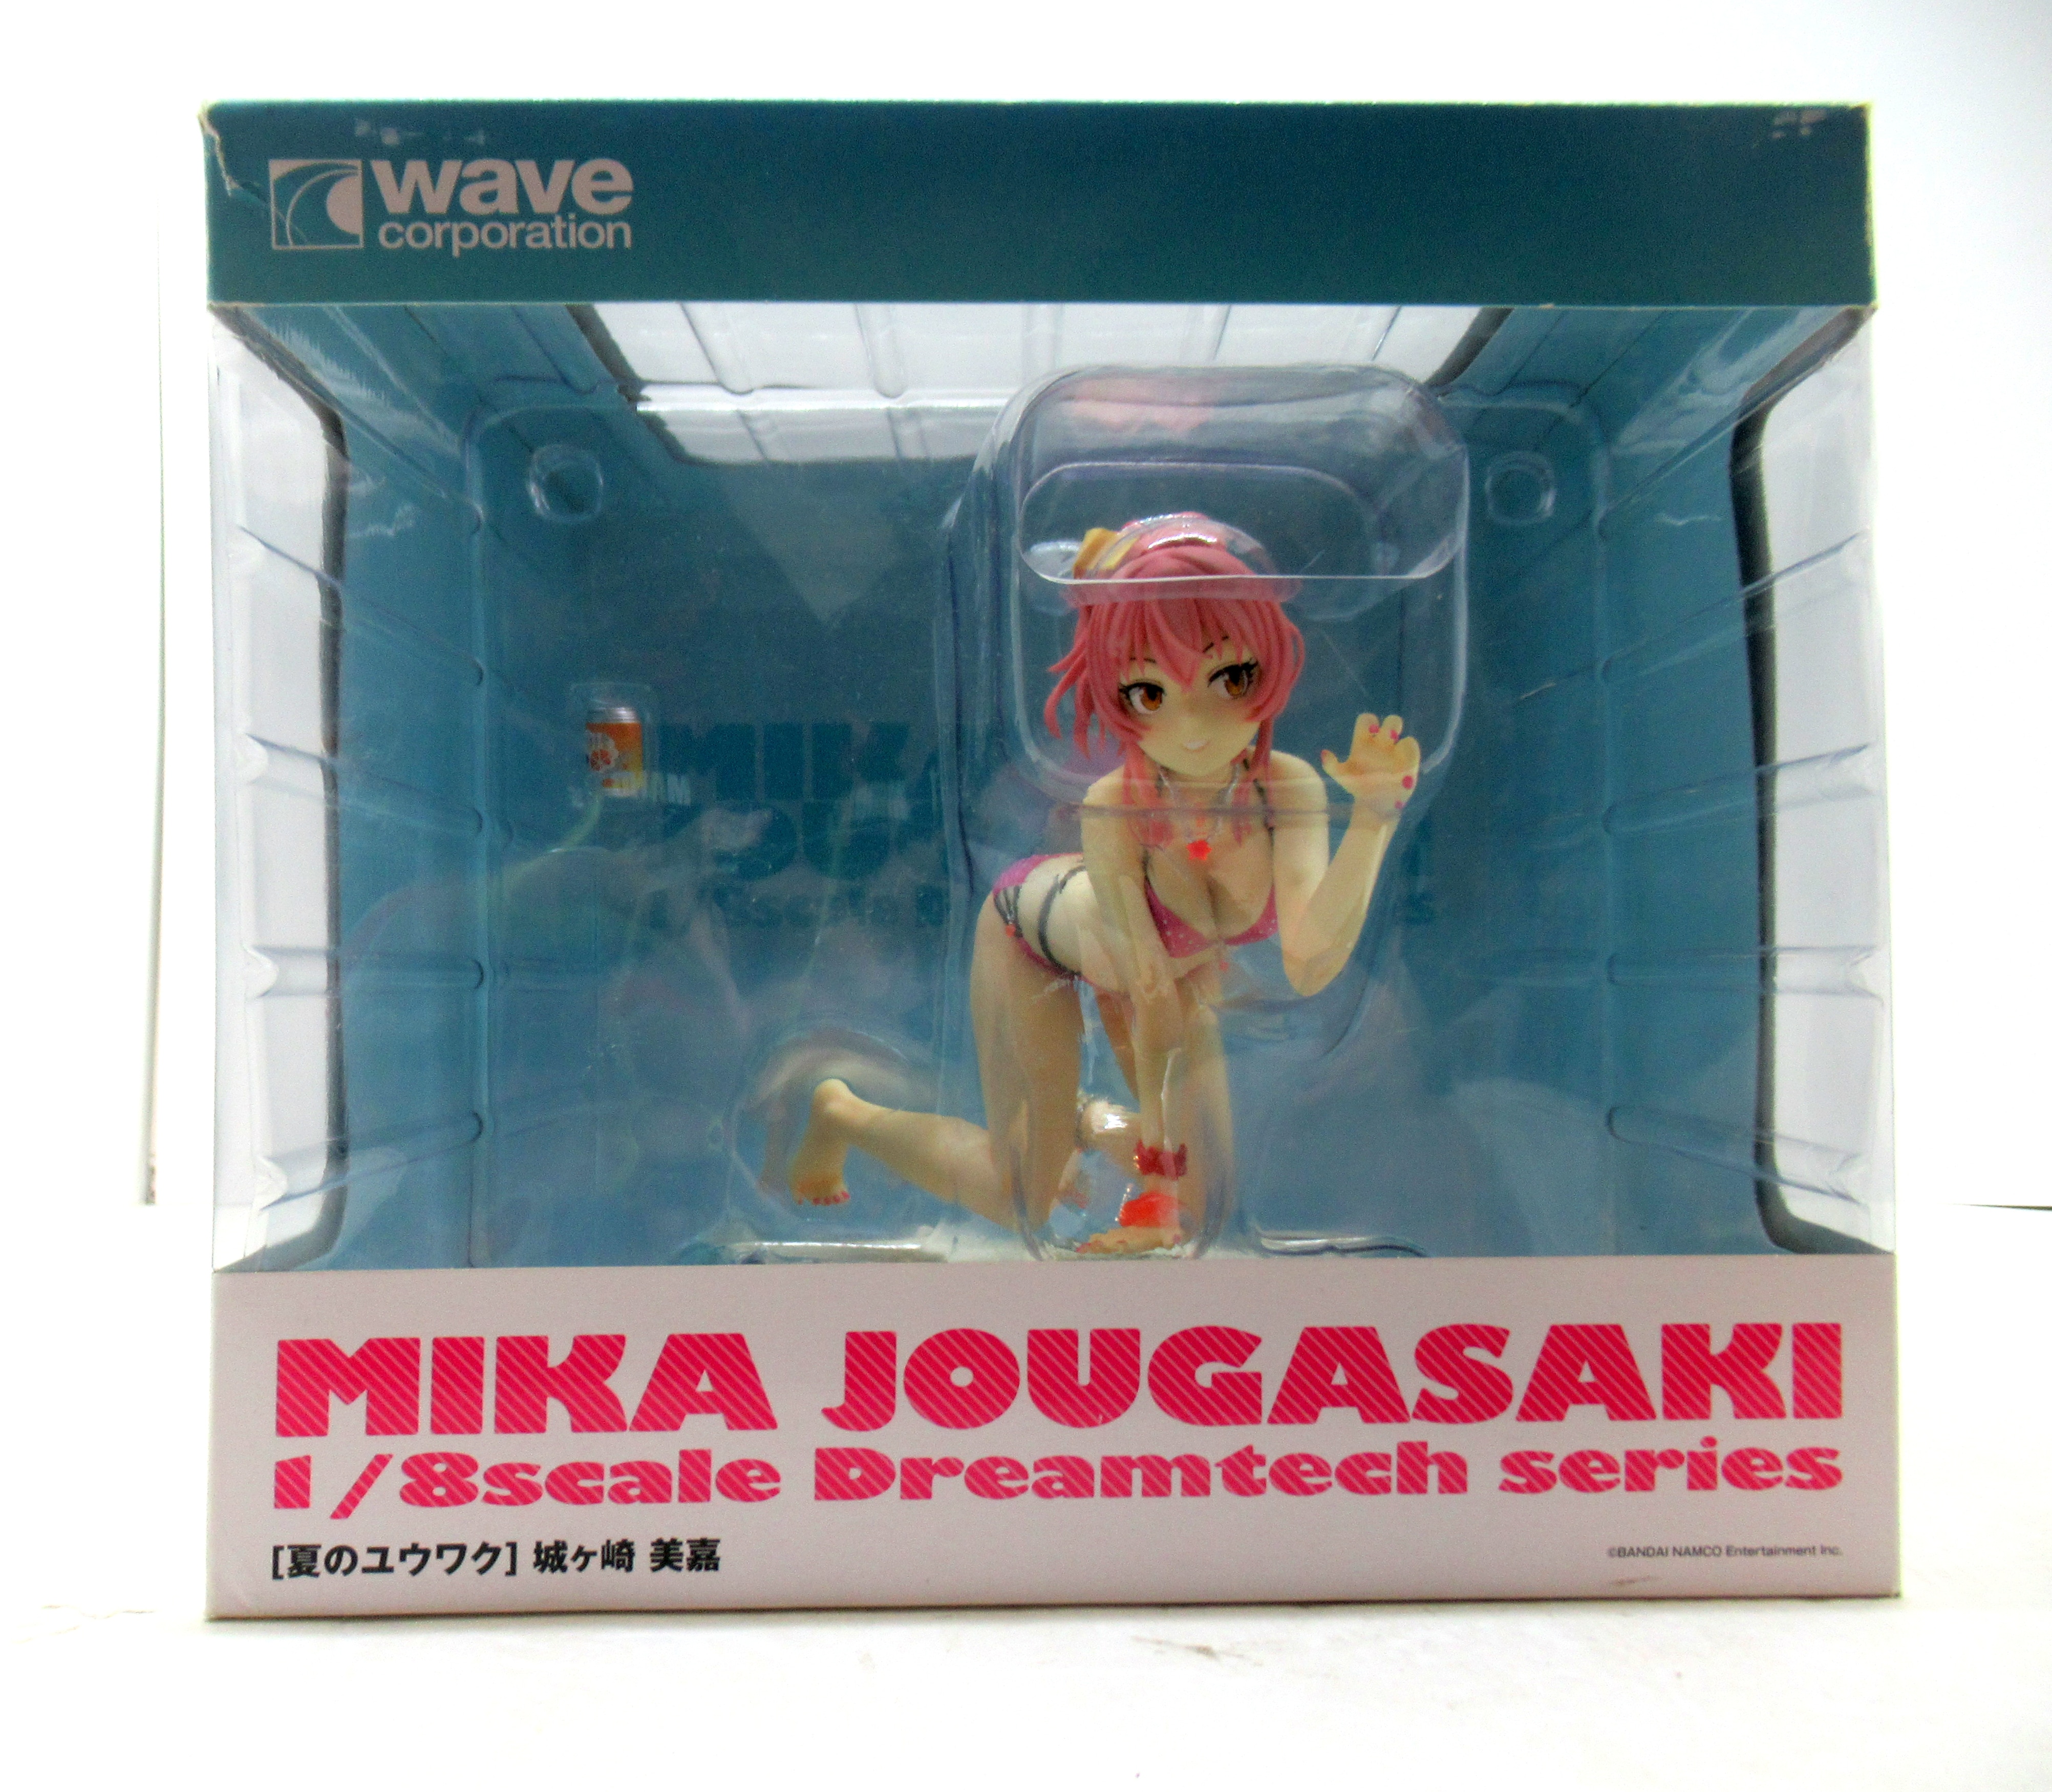 wave
corporation
MIKA JOUGASAKI
1/8scale Dreamtech series
[夏のユウワク] 城ヶ崎 美嘉
©BANDAI NAMCO Entertainment Inc.